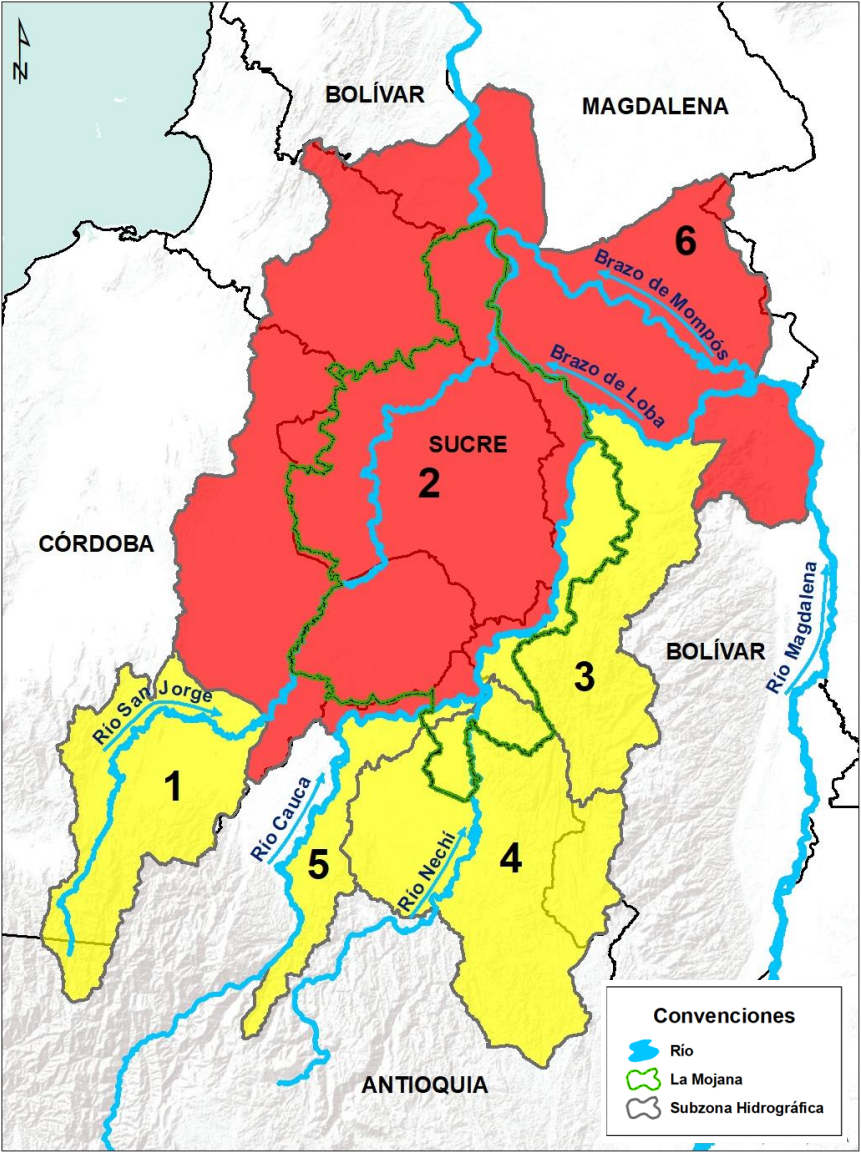 N
BOLÍVAR
MAGDALENA
6
Brazo de Mompós
Brazo de Loba
SUCRE
2
CÓRDOBA
Río Magdalena
BOLÍVAR
3
Río San Jorge
1
Río Cauca
5
Río Nechí
4
ANTIOQUIA
Convenciones
Río
La Mojana
Subzona Hidrográfica